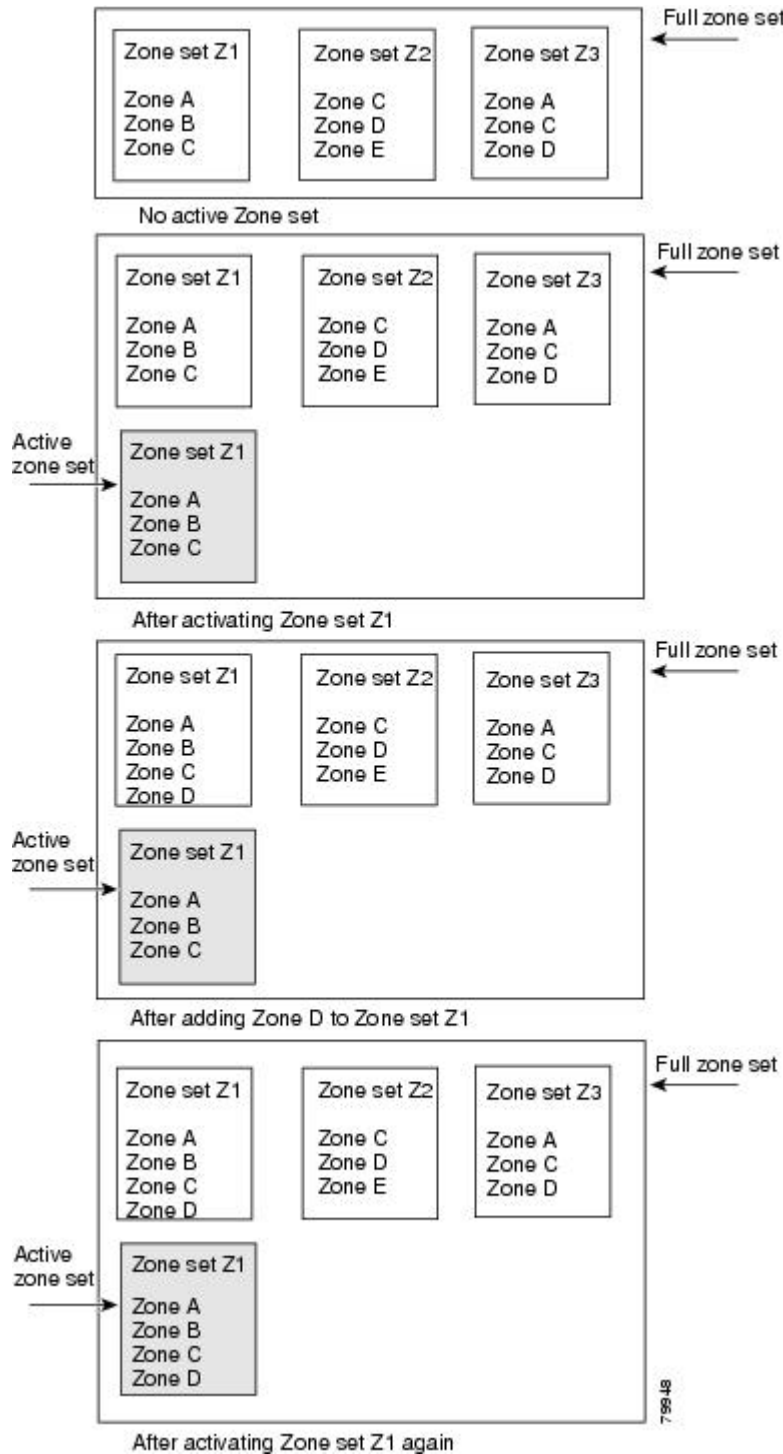 Full zone set
Zone set Z1
Zone A
Zone B
Zone C
Zone set Z2
Zone C
Zone D
Zone E
Zone set Z3
Zone A
Zone C
Zone D
No active Zone set
Full zone set
Zone set Z1
Zone A
Zone B
Zone C
Zone set Z2
Zone C
Zone D
Zone E
Zone set Z3
Zone A
Zone C
Zone D
Active
zone set
Zone set Z1
Zone A
Zone B
Zone C
After activating Zone set Z1
Full zone set
Zone set Z1
Zone A
Zone B
Zone C
Zone D
Zone set Z2
Zone C
Zone D
Zone E
Zone set Z3
Zone A
Zone C
Zone D
Active
zone set
Zone set Z1
Zone A
Zone B
Zone C
After adding Zone D to Zone set Z1
Full zone set
Zone set Z1
Zone A
Zone B
Zone C
Zone D
Zone set Z2
Zone C
Zone D
Zone E
Zone set Z3
Zone A
Zone C
Zone D
Active
zone set
Zone set Z1
Zone A
Zone B
Zone C
Zone D
79948
After activating Zone set Z1 again